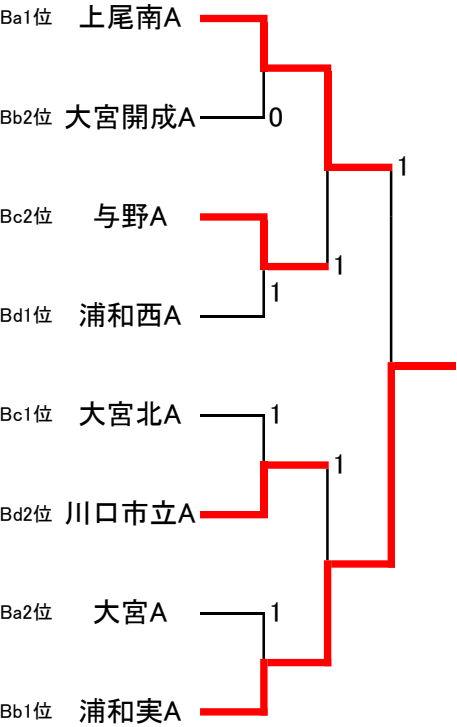 Ba1位 上尾南A
Bb2位 大宮開成A 0
1
Bc2位 与野A
1
1
Bd1位 浦和西A
Bc1位 大宮北A 1
1
Bd2位 川口市立A
Ba2位 大宮A 1
Bb1位 浦和実A